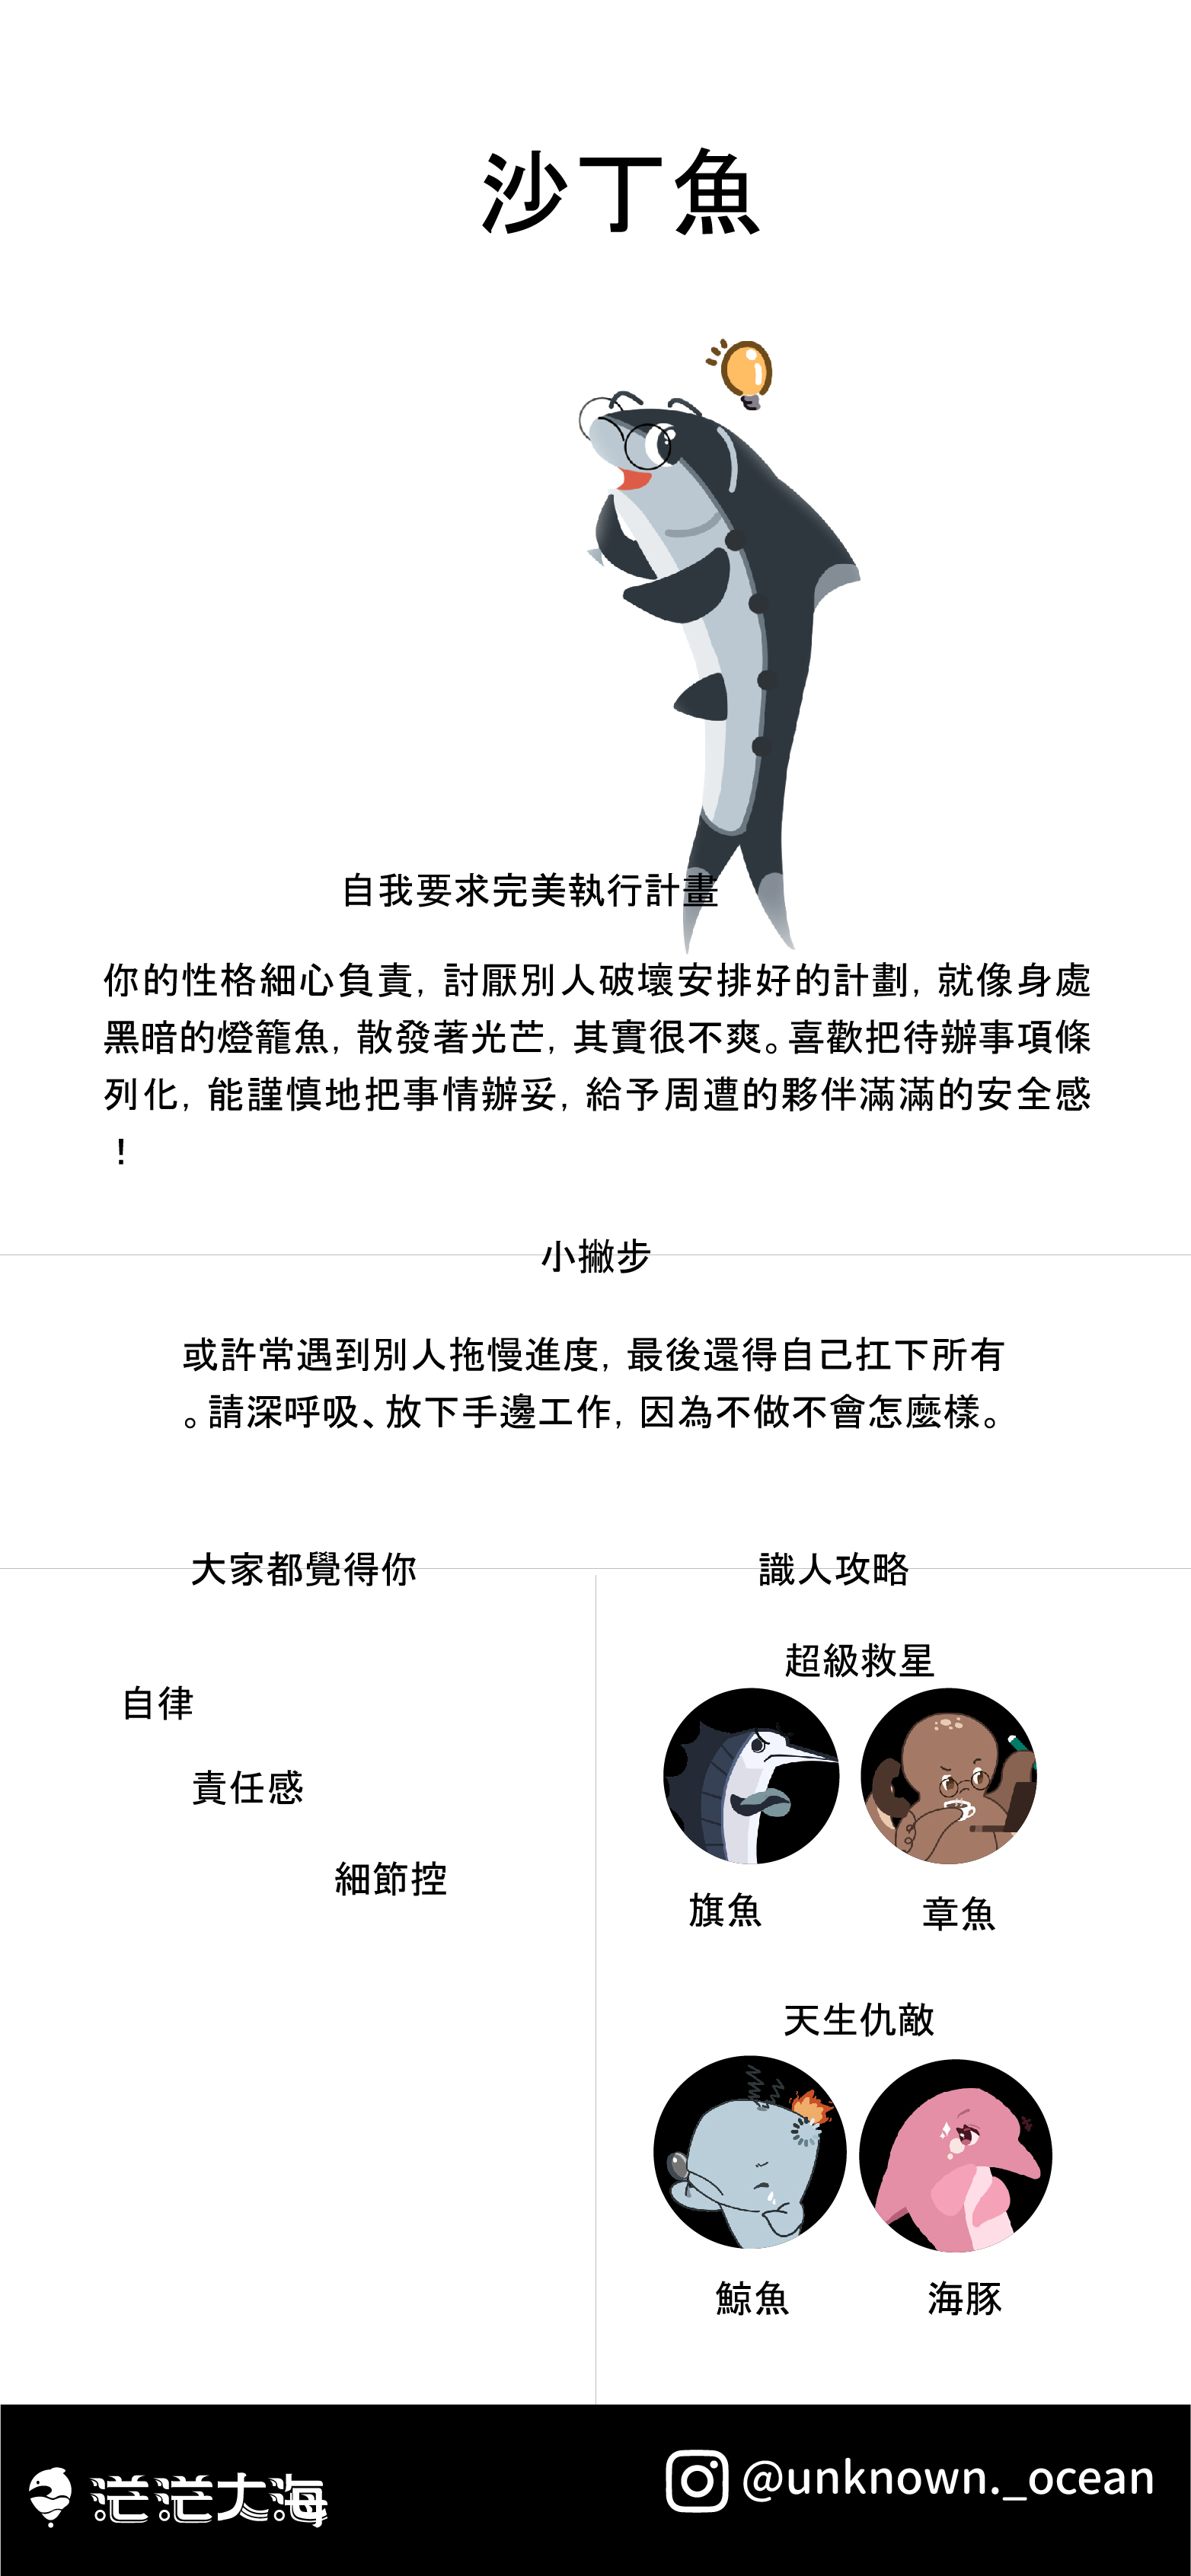 沙丁魚
自我要求完美執行計畫
你的性格細心負責, 討厭別人破壞安排好的計劃, 就像身處
黑暗的燈籠魚, 散發著光芒, 其實很不爽。喜歡把待辦事項條
列化, 能謹慎地把事情辦妥, 給予周遭的夥伴滿滿的安全感
！
小撇步
或許常遇到別人拖慢進度, 最後還得自己扛下所有
。請深呼吸、放下手邊工作, 因為不做不會怎麼樣。
大家都覺得你
自律
責任感
細節控
識人攻略
超級救星
旗魚
章魚
天生仇敵
鯨魚
海豚
茫茫大海
@unknown._ocean